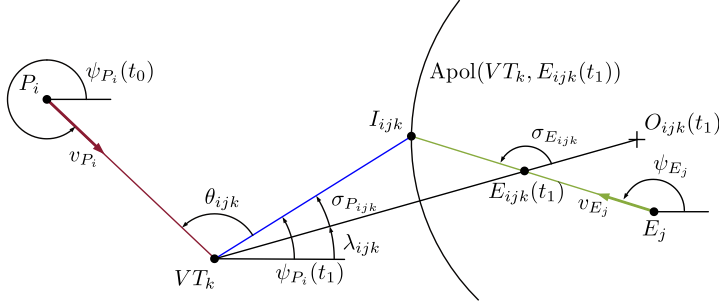 ψ_{P_i}(t_0)
P_i
v_{P_i}
Apol(VT_k, E_{ijk}(t_1))
I_{ijk}
O_{ijk}(t_1)
σ_{E_{ijk}}
ψ_{E_j}
E_{ijk}(t_1)
v_{E_j}
E_j
θ_{ijk}
σ_{P_{ijk}}
λ_{ijk}
ψ_{P_i}(t_1)
VT_k